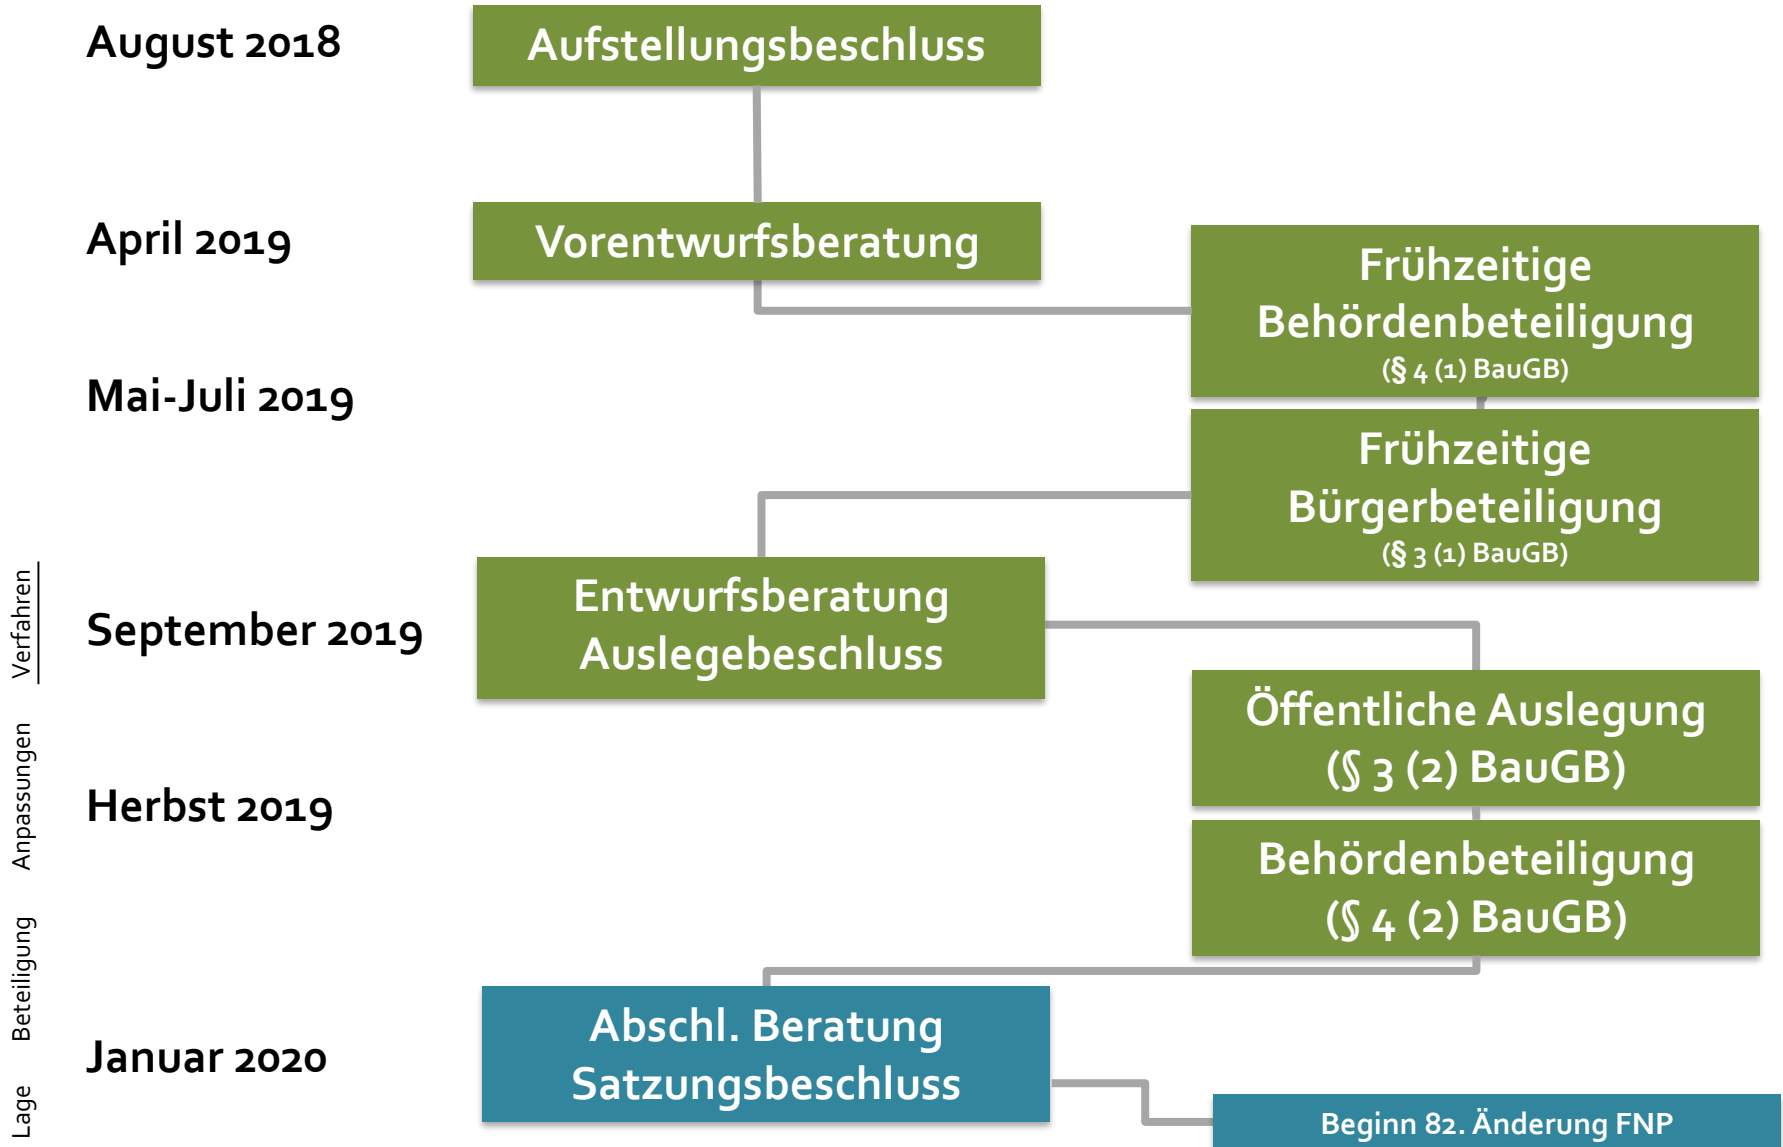 August 2018
Aufstellungsbeschluss
April 2019
Vorentwurfsberatung
Frühzeitige
Behördenbeteiligung
(§ 4 (1) BauGB)
Mai-Juli 2019
Frühzeitige
Bürgerbeteiligung
(§ 3 (1) BauGB)
September 2019
Entwurfsberatung
Auslegebeschluss
Öffentliche Auslegung
(§ 3 (2) BauGB)
Herbst 2019
Behördenbeteiligung
(§ 4 (2) BauGB)
Januar 2020
Abschl. Beratung
Satzungsbeschluss
Beginn 82. Änderung FNP
Lage Beteiligung Anpassungen Verfahren